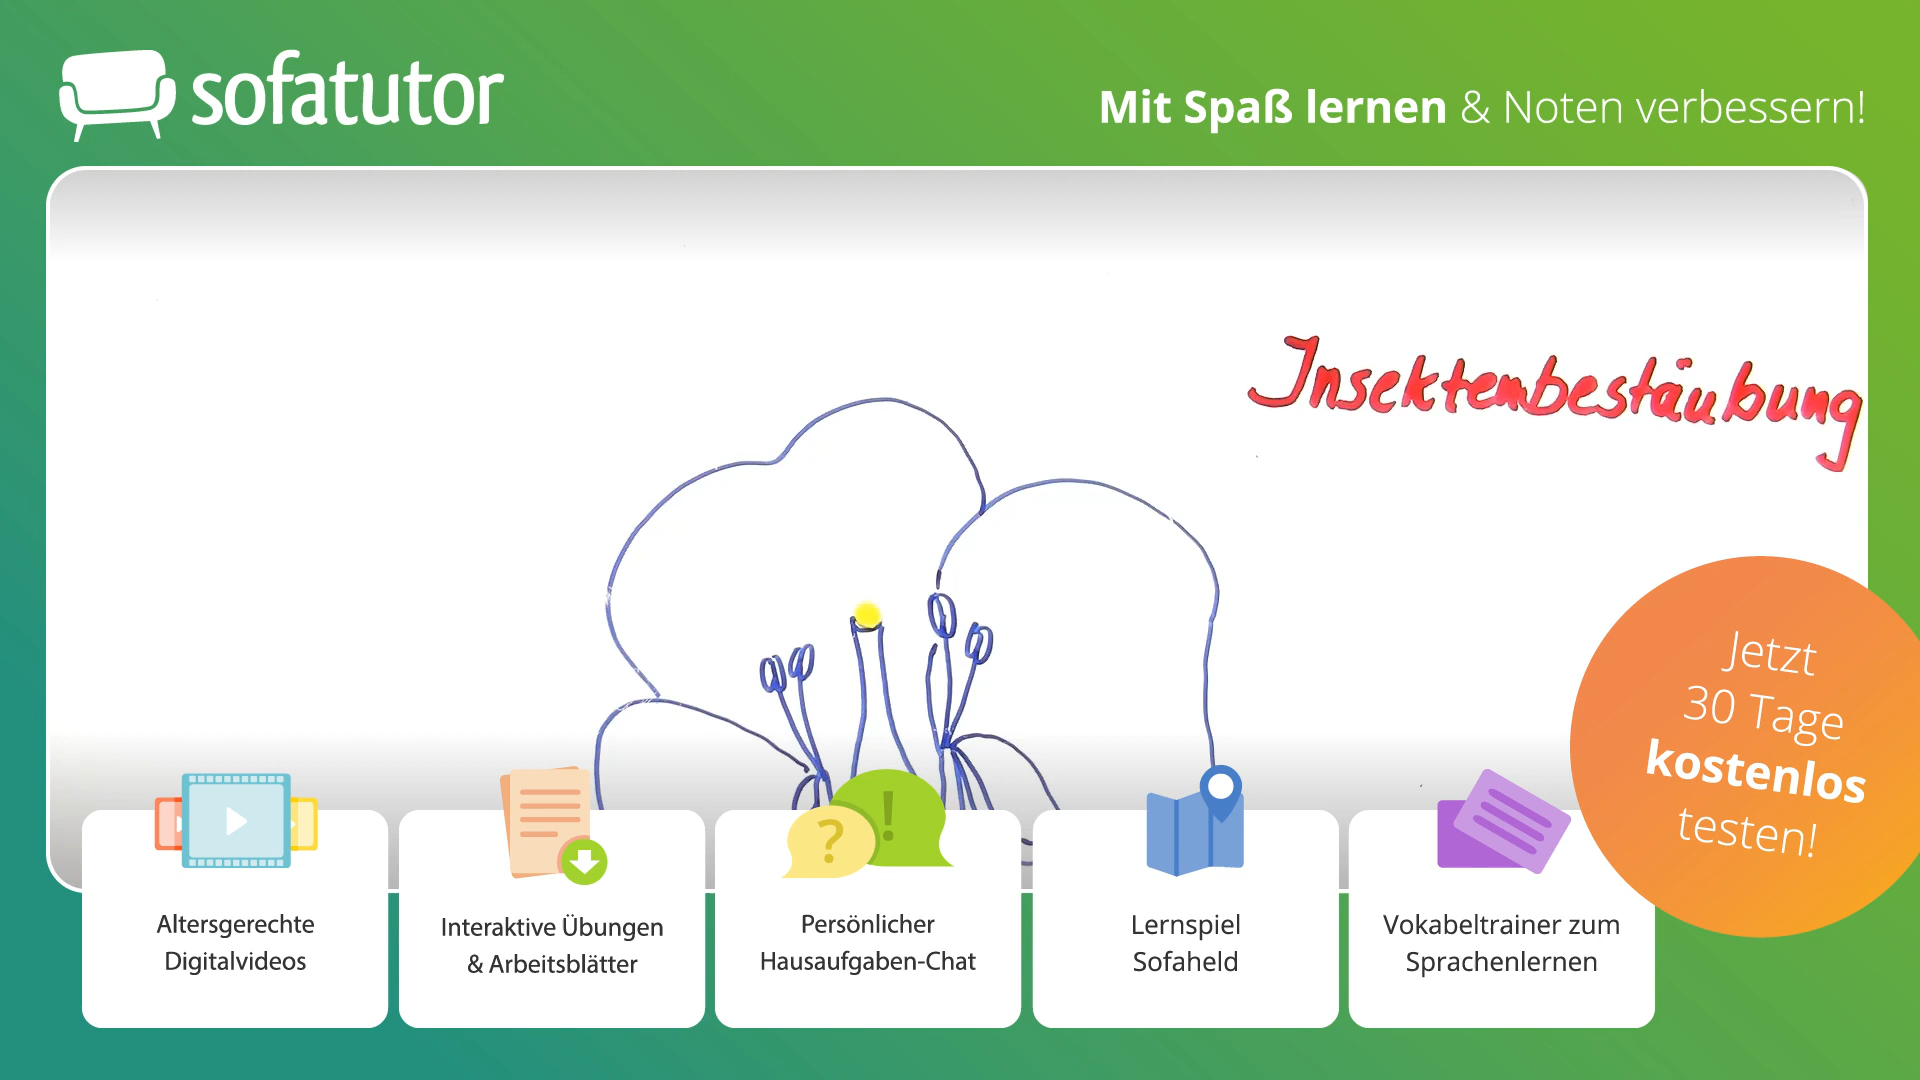 sofatutor
Mit Spaß lernen & Noten verbessern!
Insektenbestäubung
Jetzt
30 Tage
kostenlos
testen!
? !
Altersgerechte
Digitalvideos
Interaktive Übungen
& Arbeitsblätter
Persönlicher
Hausaufgaben-Chat
Lernspiel
Sofaheld
Vokabeltrainer zum
Sprachenlernen